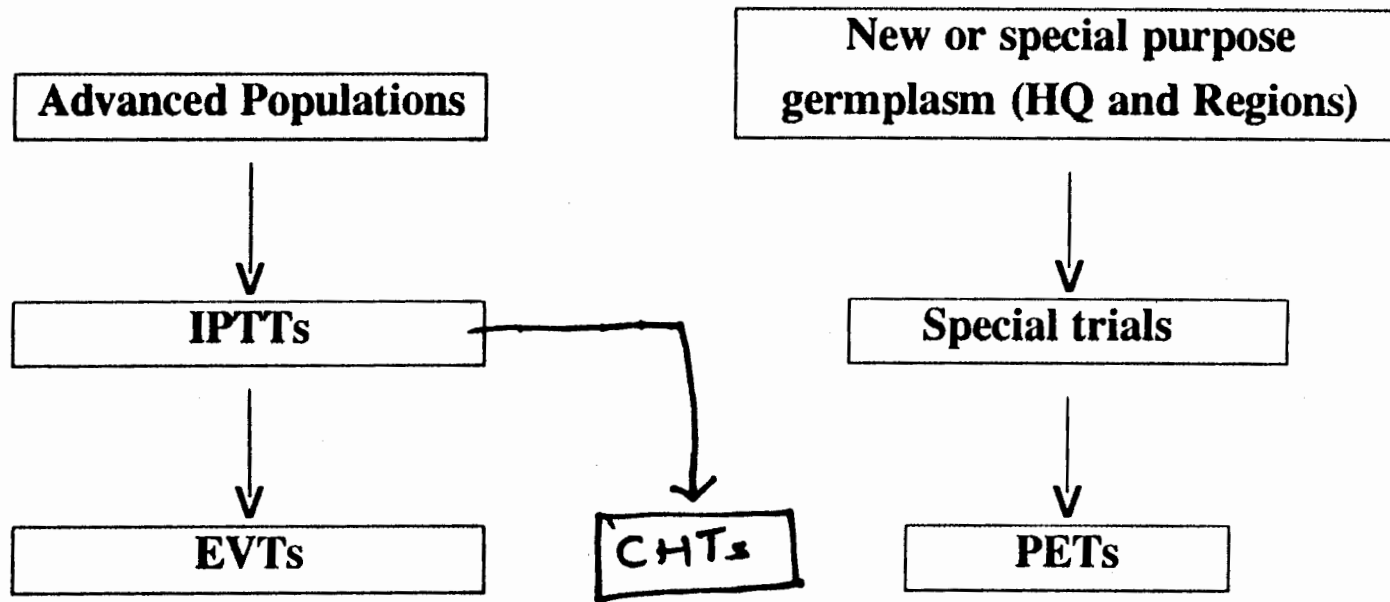 Advanced Populations
New or special purpose
germplasm (HQ and Regions)
IPTTs
Special trials
EVTs
CHTs
PETs